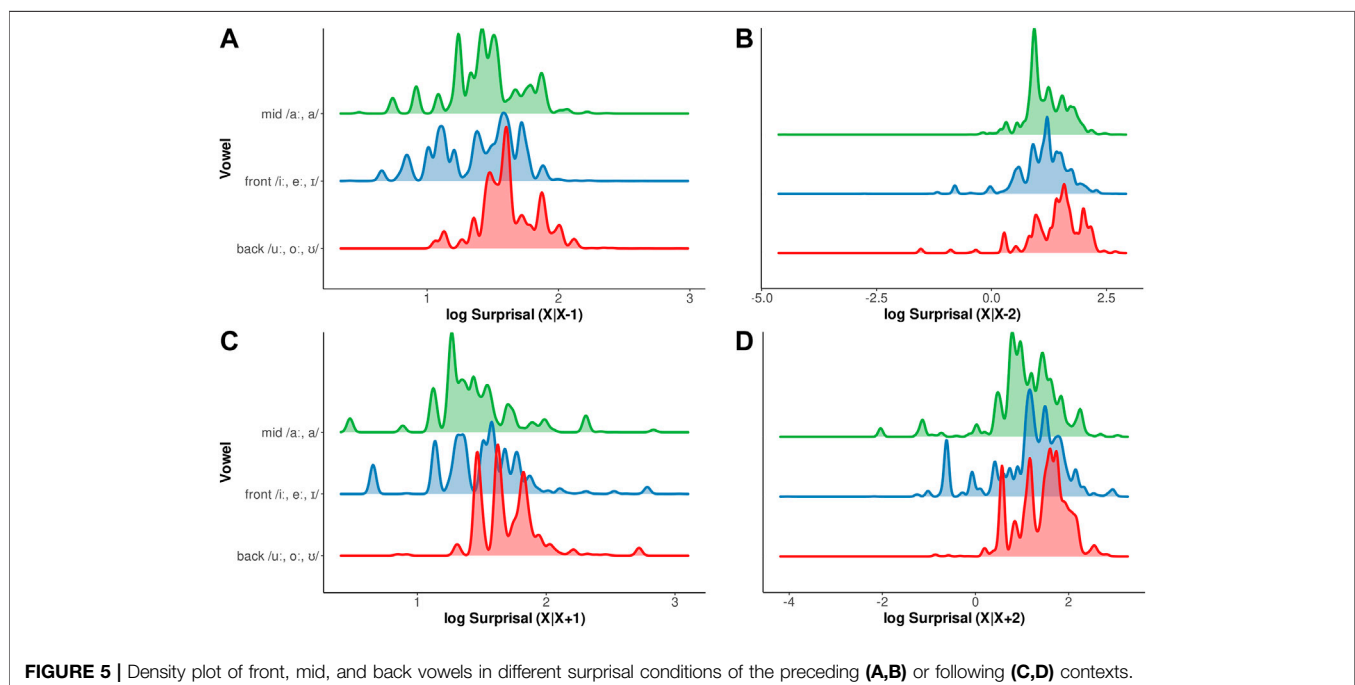 A
B
Vowel
mid /aː, a/
front /iː, eː, ɪ/
back /uː, oː, ʊ/
1
2
3
log Surprisal (X|X-1)
-5.0
-2.5
0.0
2.5
log Surprisal (X|X-2)
C
D
Vowel
mid /aː, a/
front /iː, eː, ɪ/
back /uː, oː, ʊ/
1
2
3
log Surprisal (X|X+1)
-4
-2
0
2
log Surprisal (X|X+2)
FIGURE 5 | Density plot of front, mid, and back vowels in different surprisal conditions of the preceding (A,B) or following (C,D) contexts.